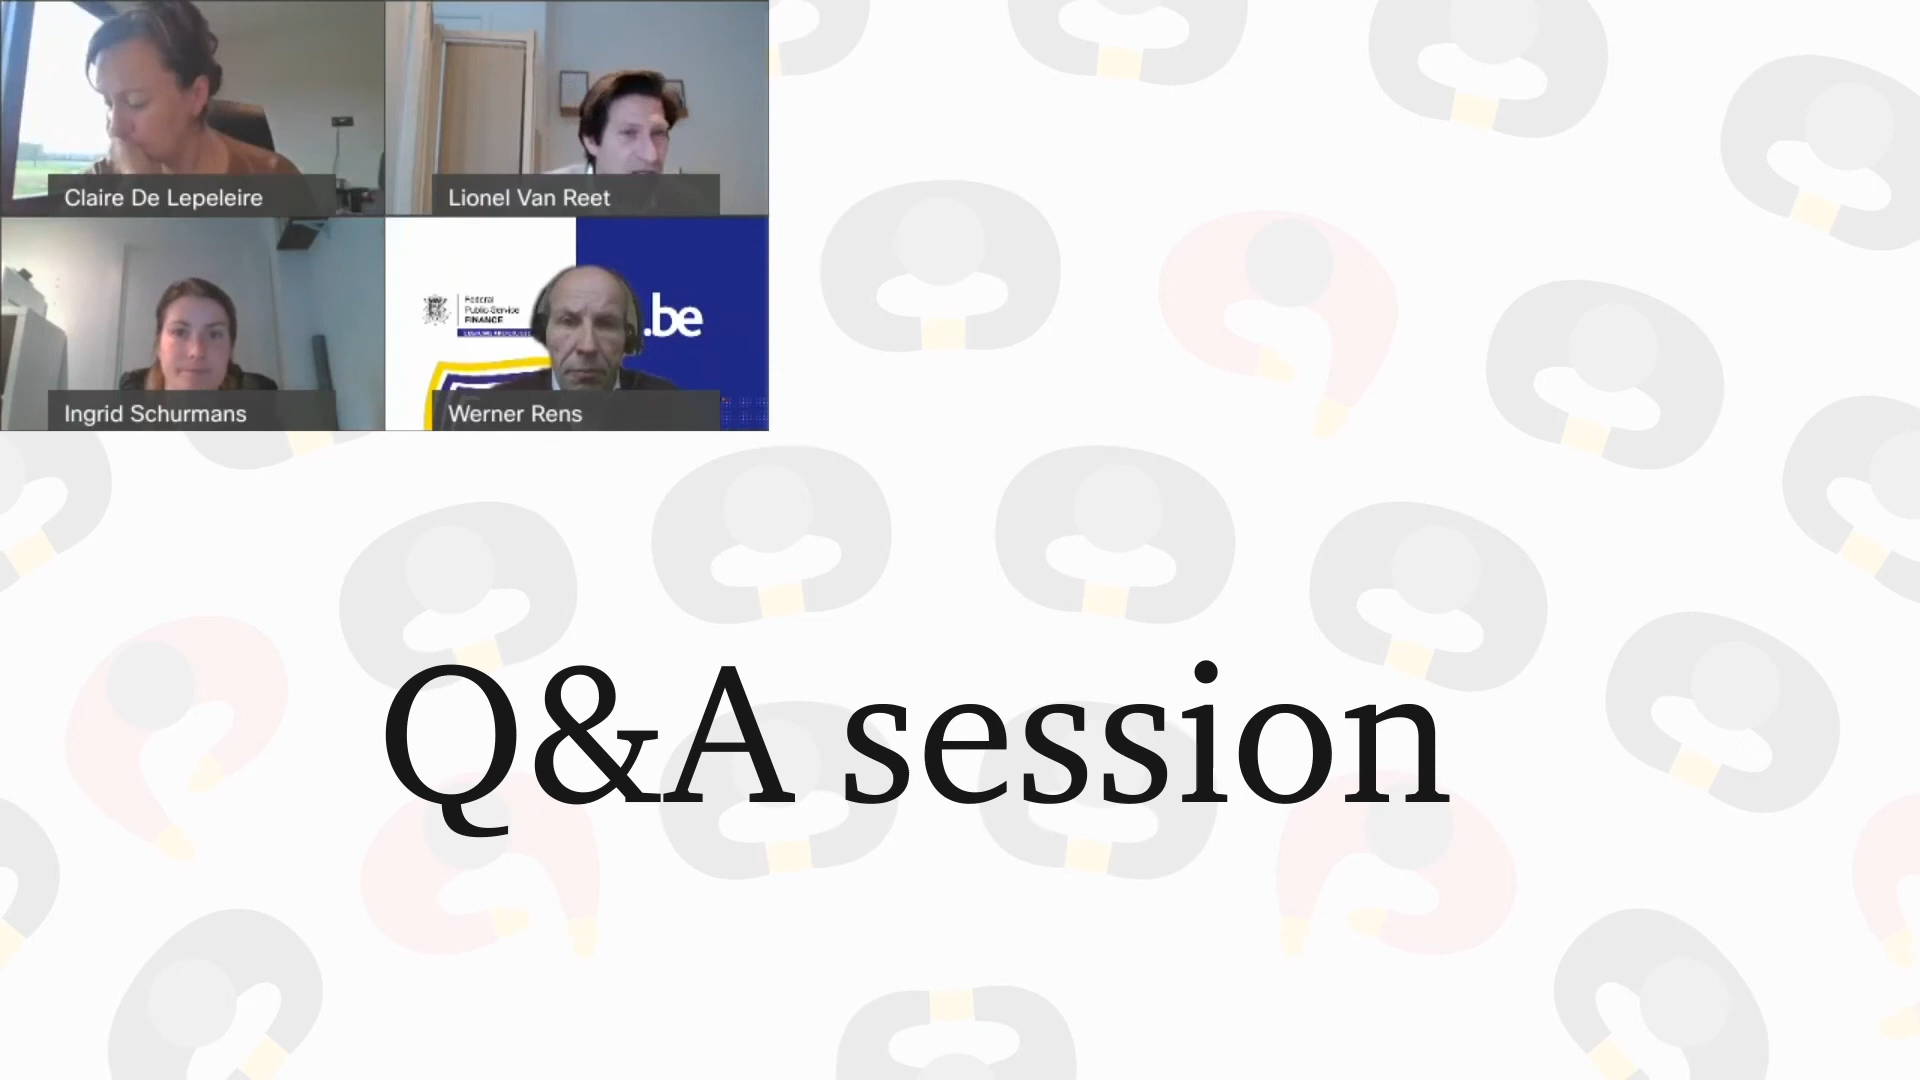 Claire De Lepeleire
Lionel Van Reet
Ingrid Schurmans
Federal
Public Service
FINANCE
.be
Werner Rens
Q&A session